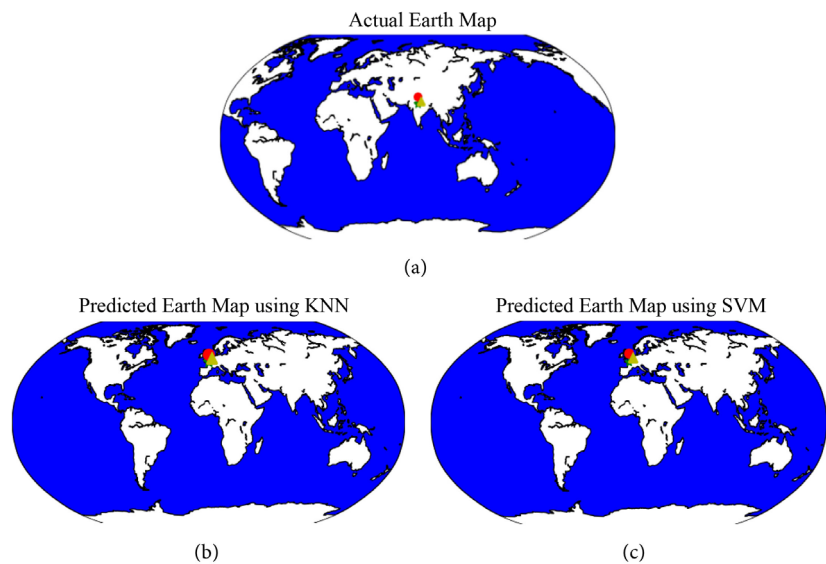 Actual Earth Map
(a)
Predicted Earth Map using KNN
Predicted Earth Map using SVM
(b)
(c)